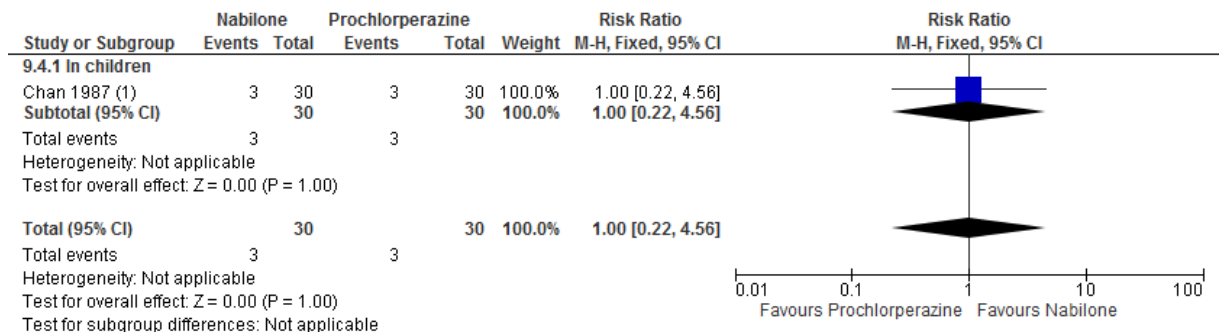 Nabilone Prochlorperazine Risk Ratio Risk Ratio
Study or Subgroup Events Total Events Total Weight M-H, Fixed, 95% CI M-H, Fixed, 95% CI
9.4.1 In children
Chan 1987 (1) 3 30 3 30 100.0% 1.00 [0.22, 4.56]
Subtotal (95% CI) 30 30 100.0% 1.00 [0.22, 4.56]
Total events 3 3
Heterogeneity: Not applicable
Test for overall effect: Z = 0.00 (P = 1.00)
Total (95% CI) 30 30 100.0% 1.00 [0.22, 4.56]
Total events 3 3
Heterogeneity: Not applicable
Test for overall effect: Z = 0.00 (P = 1.00)
Test for subgroup differences: Not applicable
0.01 0.1 1 10 100
Favours Prochlorperazine Favours Nabilone